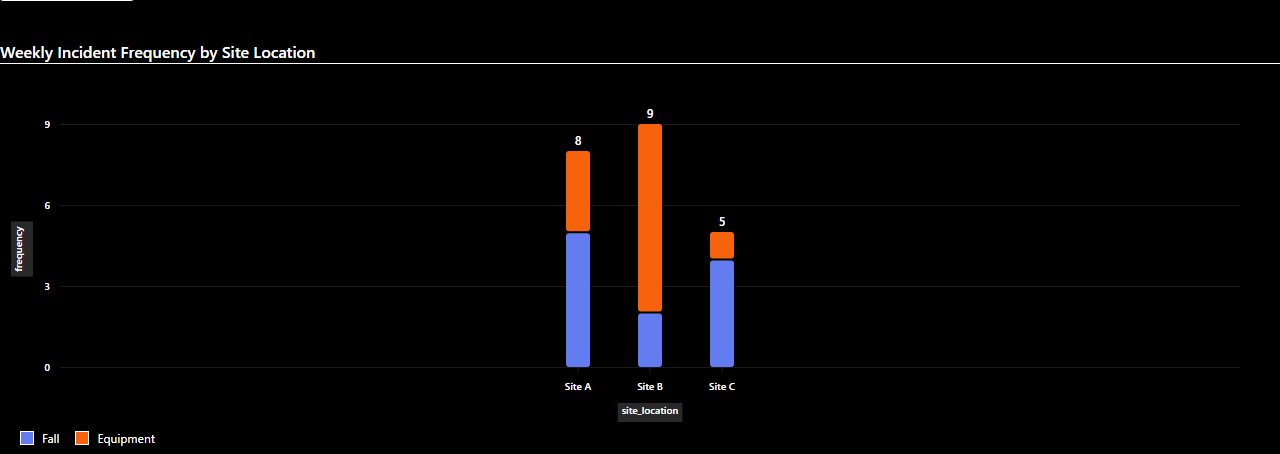 Weekly Incident Frequency by Site Location
9
8
9
6
5
frequency
3
0
Site A
Site B
Site C
site_location
Fall
Equipment